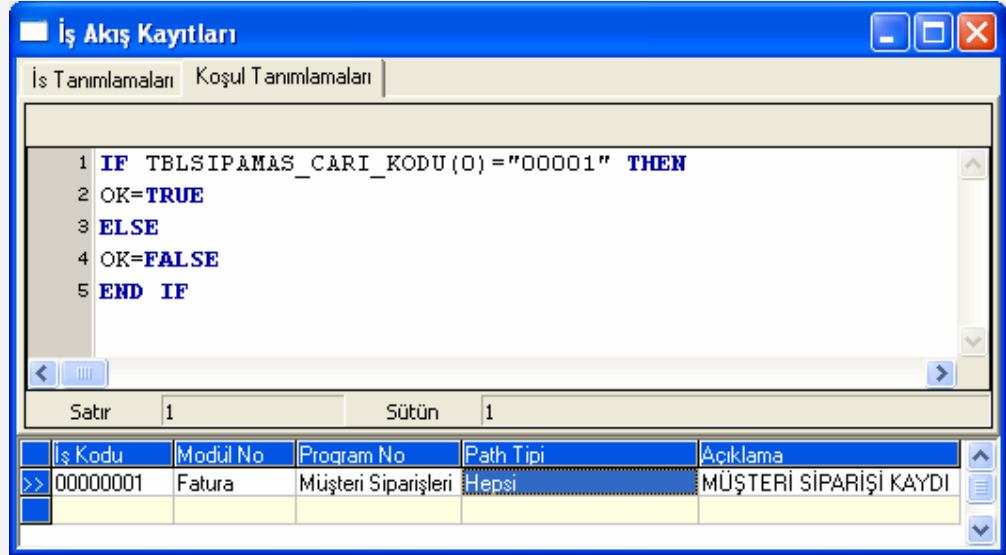 İş Akış Kayıtları
İs Tanımlamaları Koşul Tanımlamaları
1 IF TBLSIPAMAS_CARI_KODU(0)="00001" THEN
2 OK=TRUE
3 ELSE
4 OK=FALSE
5 END IF
Satır 1 Sütün 1
İş Kodu Modül No Program No Path Tipi Açıklama
>> 00000001 Fatura Müşteri Siparişleri Hepsi MÜŞTERİ SİPARİŞİ KAYDI